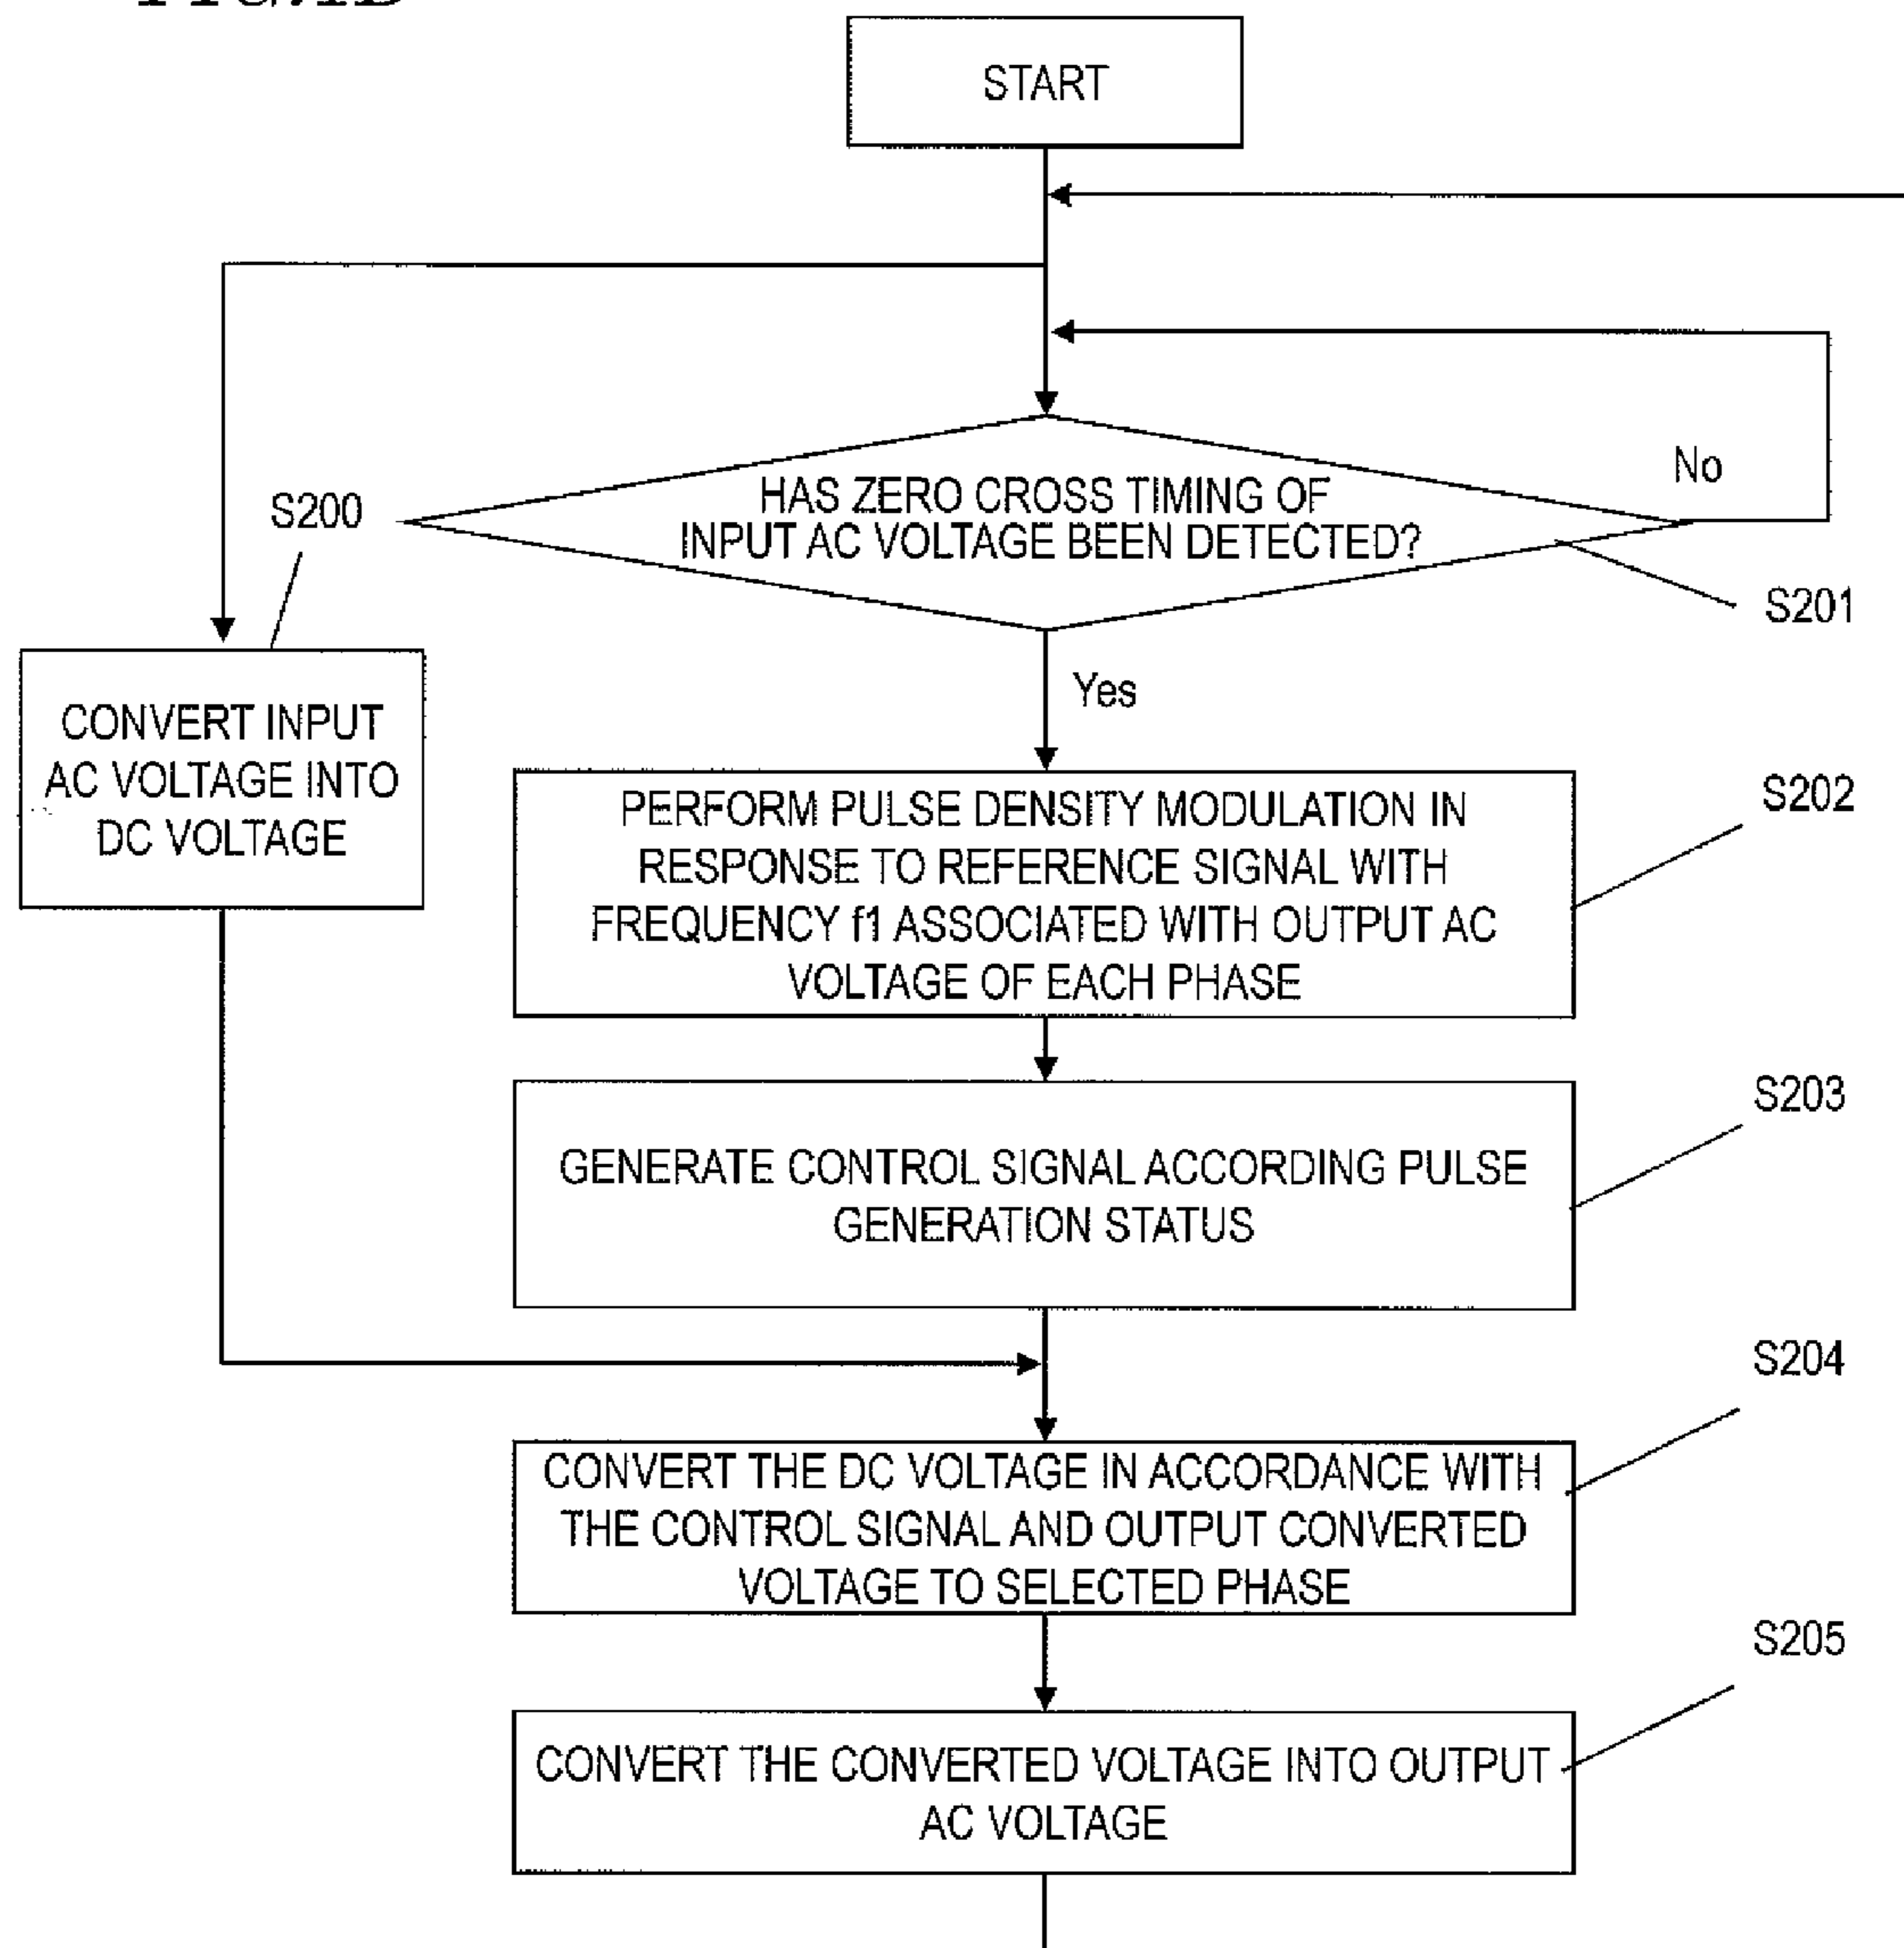 START
HAS ZERO CROSS TIMING OF
INPUT AC VOLTAGE BEEN DETECTED?
No
S200
S201
Yes
CONVERT INPUT
AC VOLTAGE INTO
DC VOLTAGE
PERFORM PULSE DENSITY MODULATION IN
RESPONSE TO REFERENCE SIGNAL WITH
FREQUENCY f1 ASSOCIATED WITH OUTPUT AC
VOLTAGE OF EACH PHASE
S202
GENERATE CONTROL SIGNAL ACCORDING PULSE
GENERATION STATUS
S203
CONVERT THE DC VOLTAGE IN ACCORDANCE WITH
THE CONTROL SIGNAL AND OUTPUT CONVERTED
VOLTAGE TO SELECTED PHASE
S204
CONVERT THE CONVERTED VOLTAGE INTO OUTPUT
AC VOLTAGE
S205